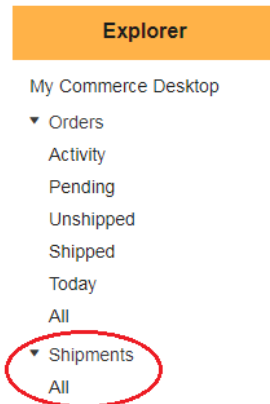 Explorer
My Commerce Desktop
Orders
Activity
Pending
Unshipped
Shipped
Today
All
Shipments
All